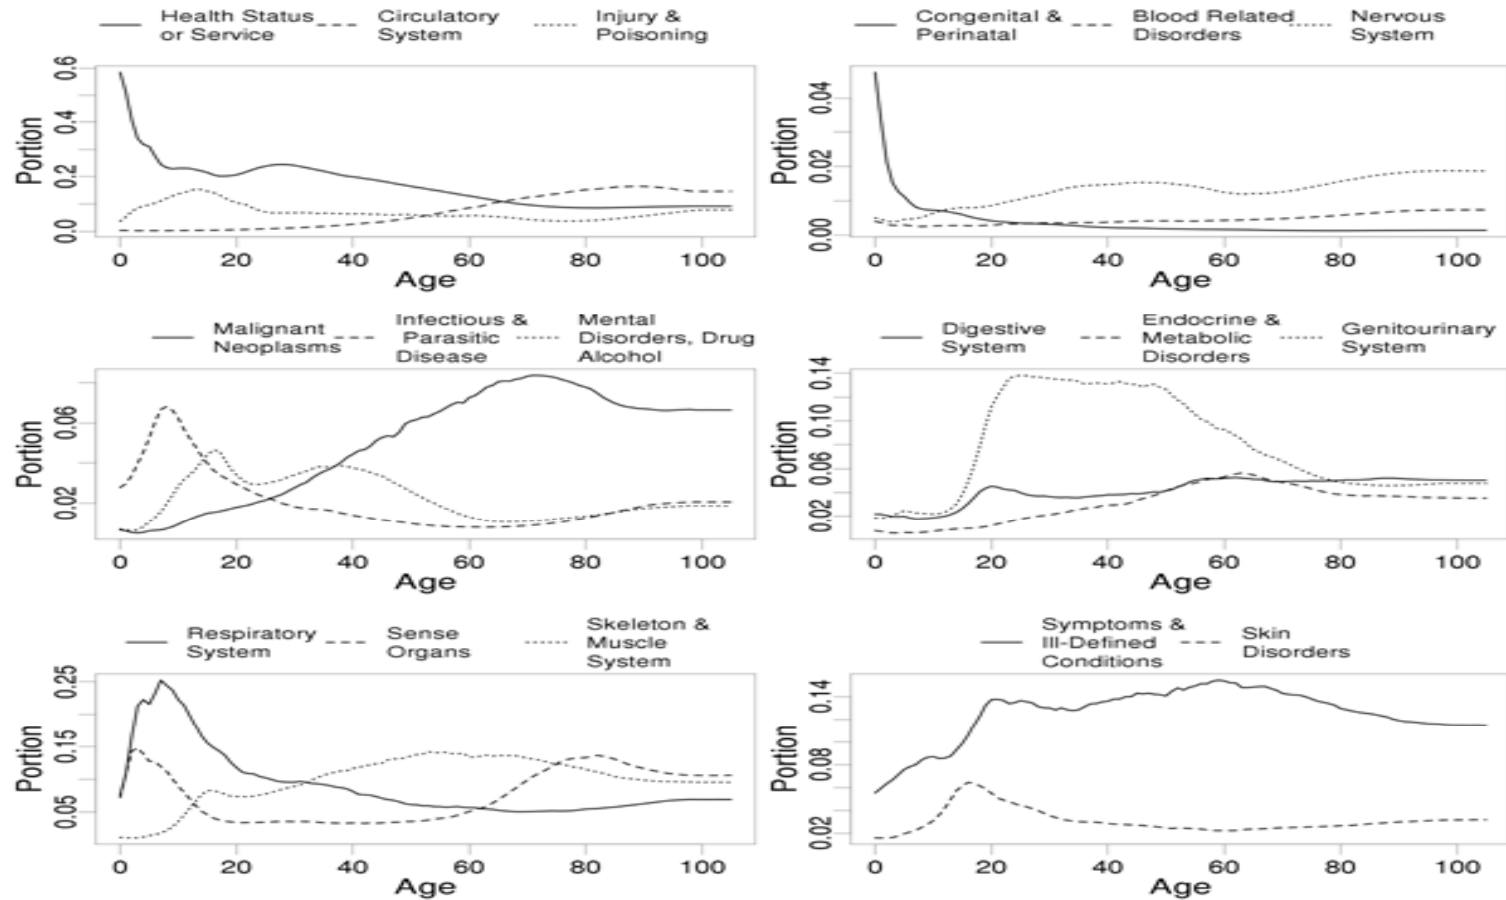 Health Status or Service
Circulatory System
Injury & Poisoning
Portion
0.0 0.2 0.4 0.6
0 20 40 60 80 100
Age
Congenital & Perinatal
Blood Related Disorders
Nervous System
Portion
0.00 0.02 0.04
0 20 40 60 80 100
Age
Malignant Neoplasms
Infectious & Parasitic Disease
Mental Disorders, Drug Alcohol
Portion
0.02 0.06
0 20 40 60 80 100
Age
Digestive System
Endocrine & Metabolic Disorders
Genitourinary System
Portion
0.02 0.06 0.10 0.14
0 20 40 60 80 100
Age
Respiratory System
Sense Organs
Skeleton & Muscle System
Portion
0.05 0.15 0.25
0 20 40 60 80 100
Age
Symptoms & Ill-Defined Conditions
Skin Disorders
Portion
0.02 0.08 0.14
0 20 40 60 80 100
Age